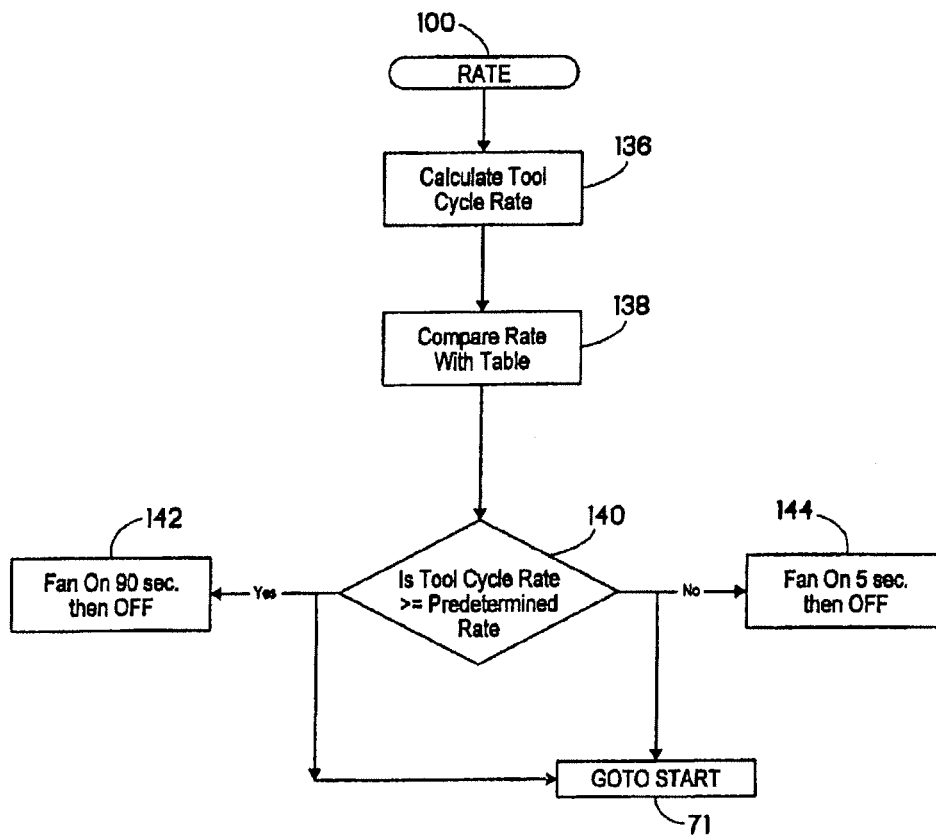 100
RATE
136
Calculate Tool
Cycle Rate
138
Compare Rate
With Table
142
140
144
Fan On 90 sec.
then OFF
Yes
Is Tool Cycle Rate
>= Predetermined
Rate
No
Fan On 5 sec.
then OFF
GOTO START
71